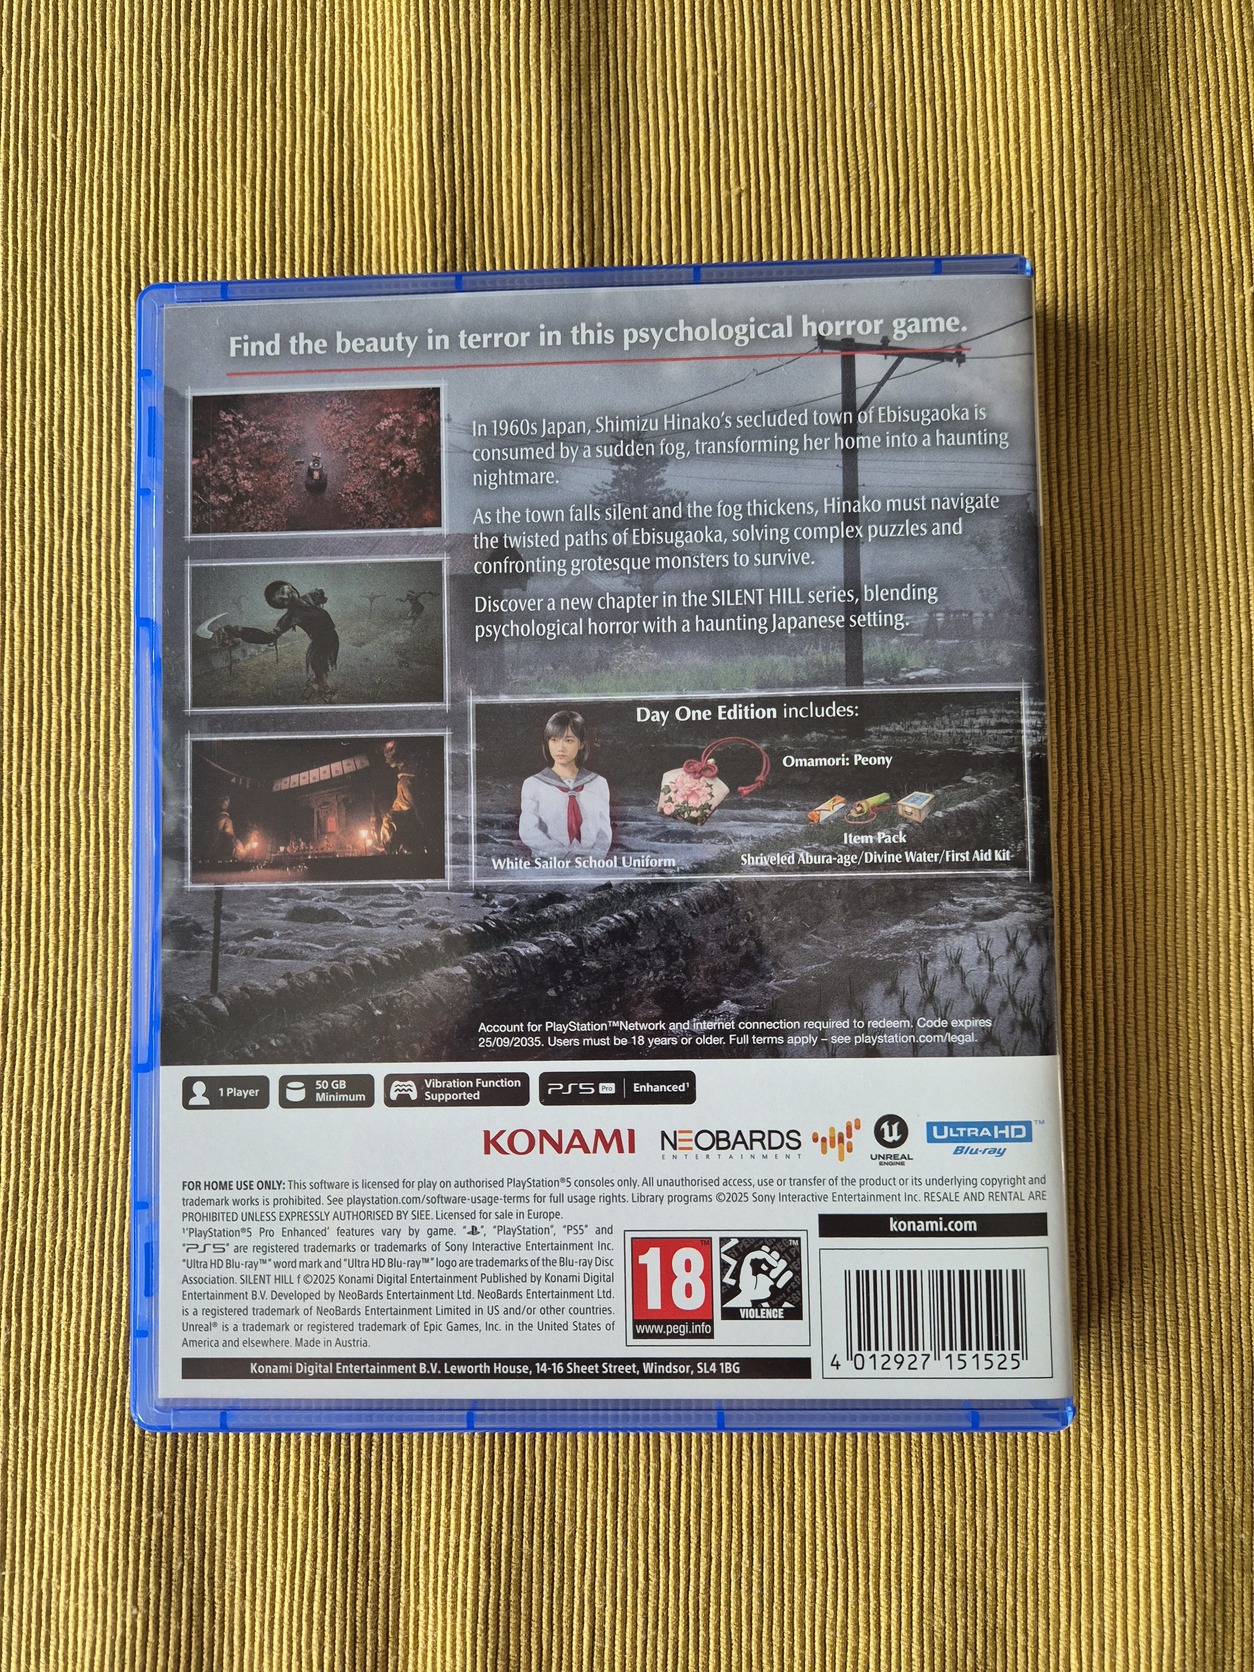 Find the beauty in terror in this psychological horror game.
In 1960s Japan, Shimizu Hinako's secluded town of Ebisugaoka is
consumed by a sudden fog, transforming her home into a haunting
nightmare.
As the town falls silent and the fog thickens, Hinako must navigate
the twisted paths of Ebisugaoka, solving complex puzzles and
confronting grotesque monsters to survive.
Discover a new chapter in the SILENT HILL series, blending
psychological horror with a haunting Japanese setting.
Day One Edition includes:
Omamori: Peony
White Sailor School Uniform
Item Pack
Shriveled Abura-age/Divine Water/First Aid Kit
Account for PlayStation™Network and internet connection required to redeem. Code expires
25/09/2035. Users must be 18 years or older. Full terms apply – see playstation.com/legal.
1 Player
50 GB
Minimum
Vibration Function
Supported
PS5 Pro Enhanced¹
KONAMI
NEOBARDS
ENTERTAINMENT
UNREAL
ENGINE
ULTRA HD™
Blu-ray
FOR HOME USE ONLY: This software is licensed for play on authorised PlayStation®5 consoles only. All unauthorised access, use or transfer of the product or its underlying copyright and
trademark works is prohibited. See playstation.com/software-usage-terms for full usage rights. Library programs ©2025 Sony Interactive Entertainment Inc. RESALE AND RENTAL ARE
PROHIBITED UNLESS EXPRESSLY AUTHORISED BY SIEE. Licensed for sale in Europe.
¹'PlayStation®5 Pro Enhanced' features vary by game. "", "PlayStation", "PS5" and
"PS5" are registered trademarks or trademarks of Sony Interactive Entertainment Inc.
"Ultra HD Blu-ray™" word mark and "Ultra HD Blu-ray™" logo are trademarks of the Blu-ray Disc
Association. SILENT HILL f ©2025 Konami Digital Entertainment Published by Konami Digital
Entertainment B.V. Developed by NeoBards Entertainment Ltd. NeoBards Entertainment Ltd.
is a registered trademark of NeoBards Entertainment Limited in US and/or other countries.
Unreal® is a trademark or registered trademark of Epic Games, Inc. in the United States of
America and elsewhere. Made in Austria.
Konami Digital Entertainment B.V. Leworth House, 14-16 Sheet Street, Windsor, SL4 1BG
18™
www.pegi.info
™
VIOLENCE
konami.com
4 012927 151525